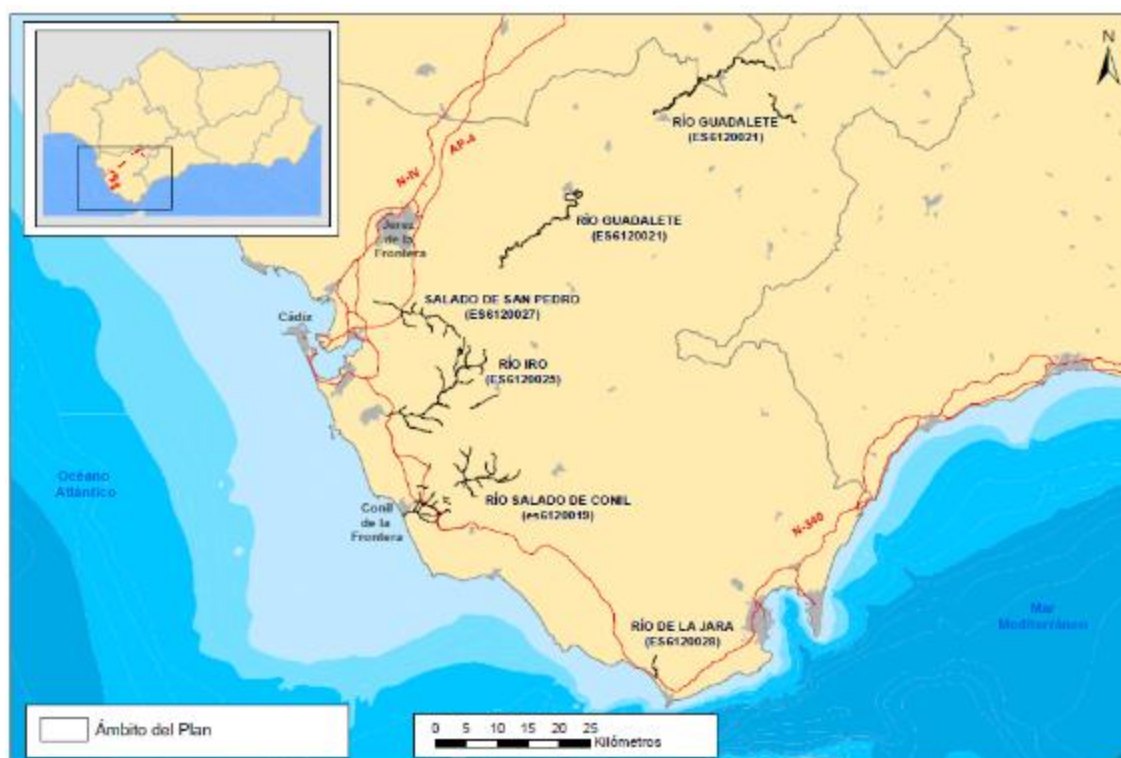 N
RÍO GUADALETE
(ES6120021)
AP-4
N-IV
RÍO GUADALETE
(ES6120021)
Jerez
de la
Frontera
SALADO DE SAN PEDRO
(ES6120027)
Cádiz
RÍO IRO
(ES6120025)
Océano
Atlántico
RÍO SALADO DE CONIL
(es6120019)
Conil
de la
Frontera
N-340
RÍO DE LA JARA
(ES6120028)
Mar
Mediterráneo
Ámbito del Plan
0 5 10 15 20 25
Kilómetros